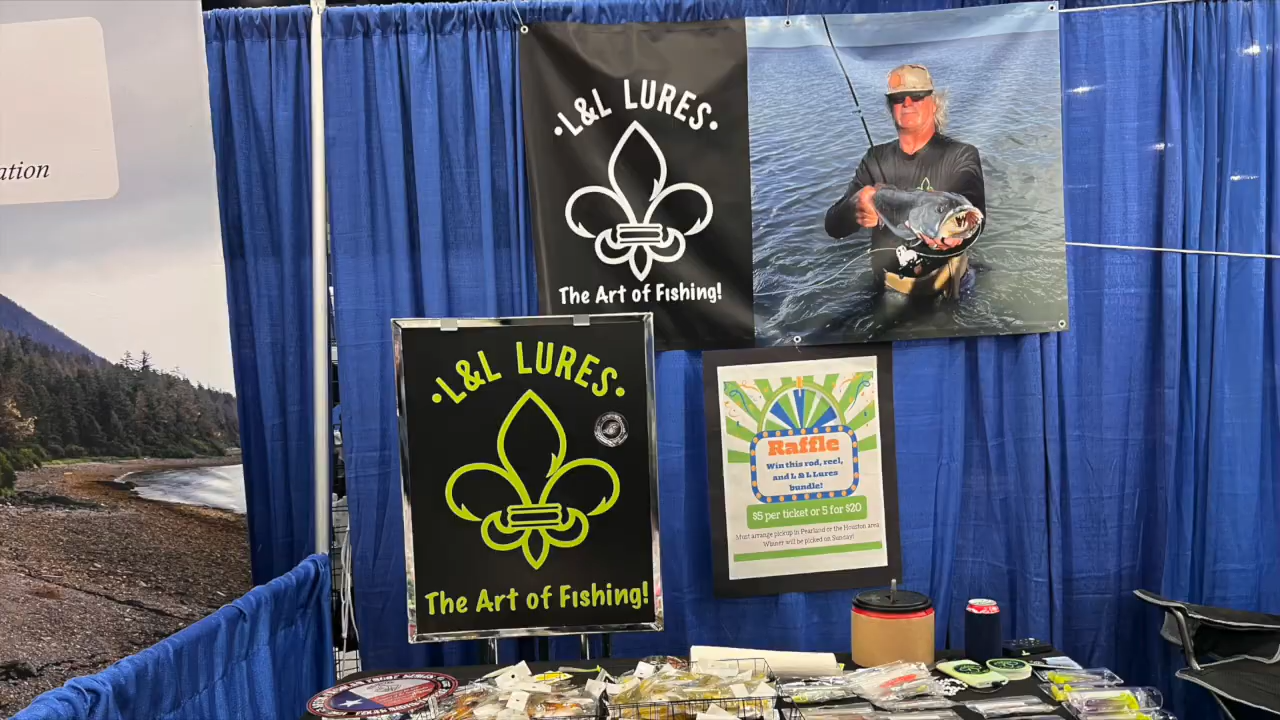 ation
•L&L LURES•
The Art of Fishing!
•L&L LURES•
The Art of Fishing!
Raffle
Win this rod, reel,
and L & L Lures
bundle!
$5 per ticket or 5 for $20
Must arrange pickup in Pearland or the Houston area
Winner will be picked on Sunday!